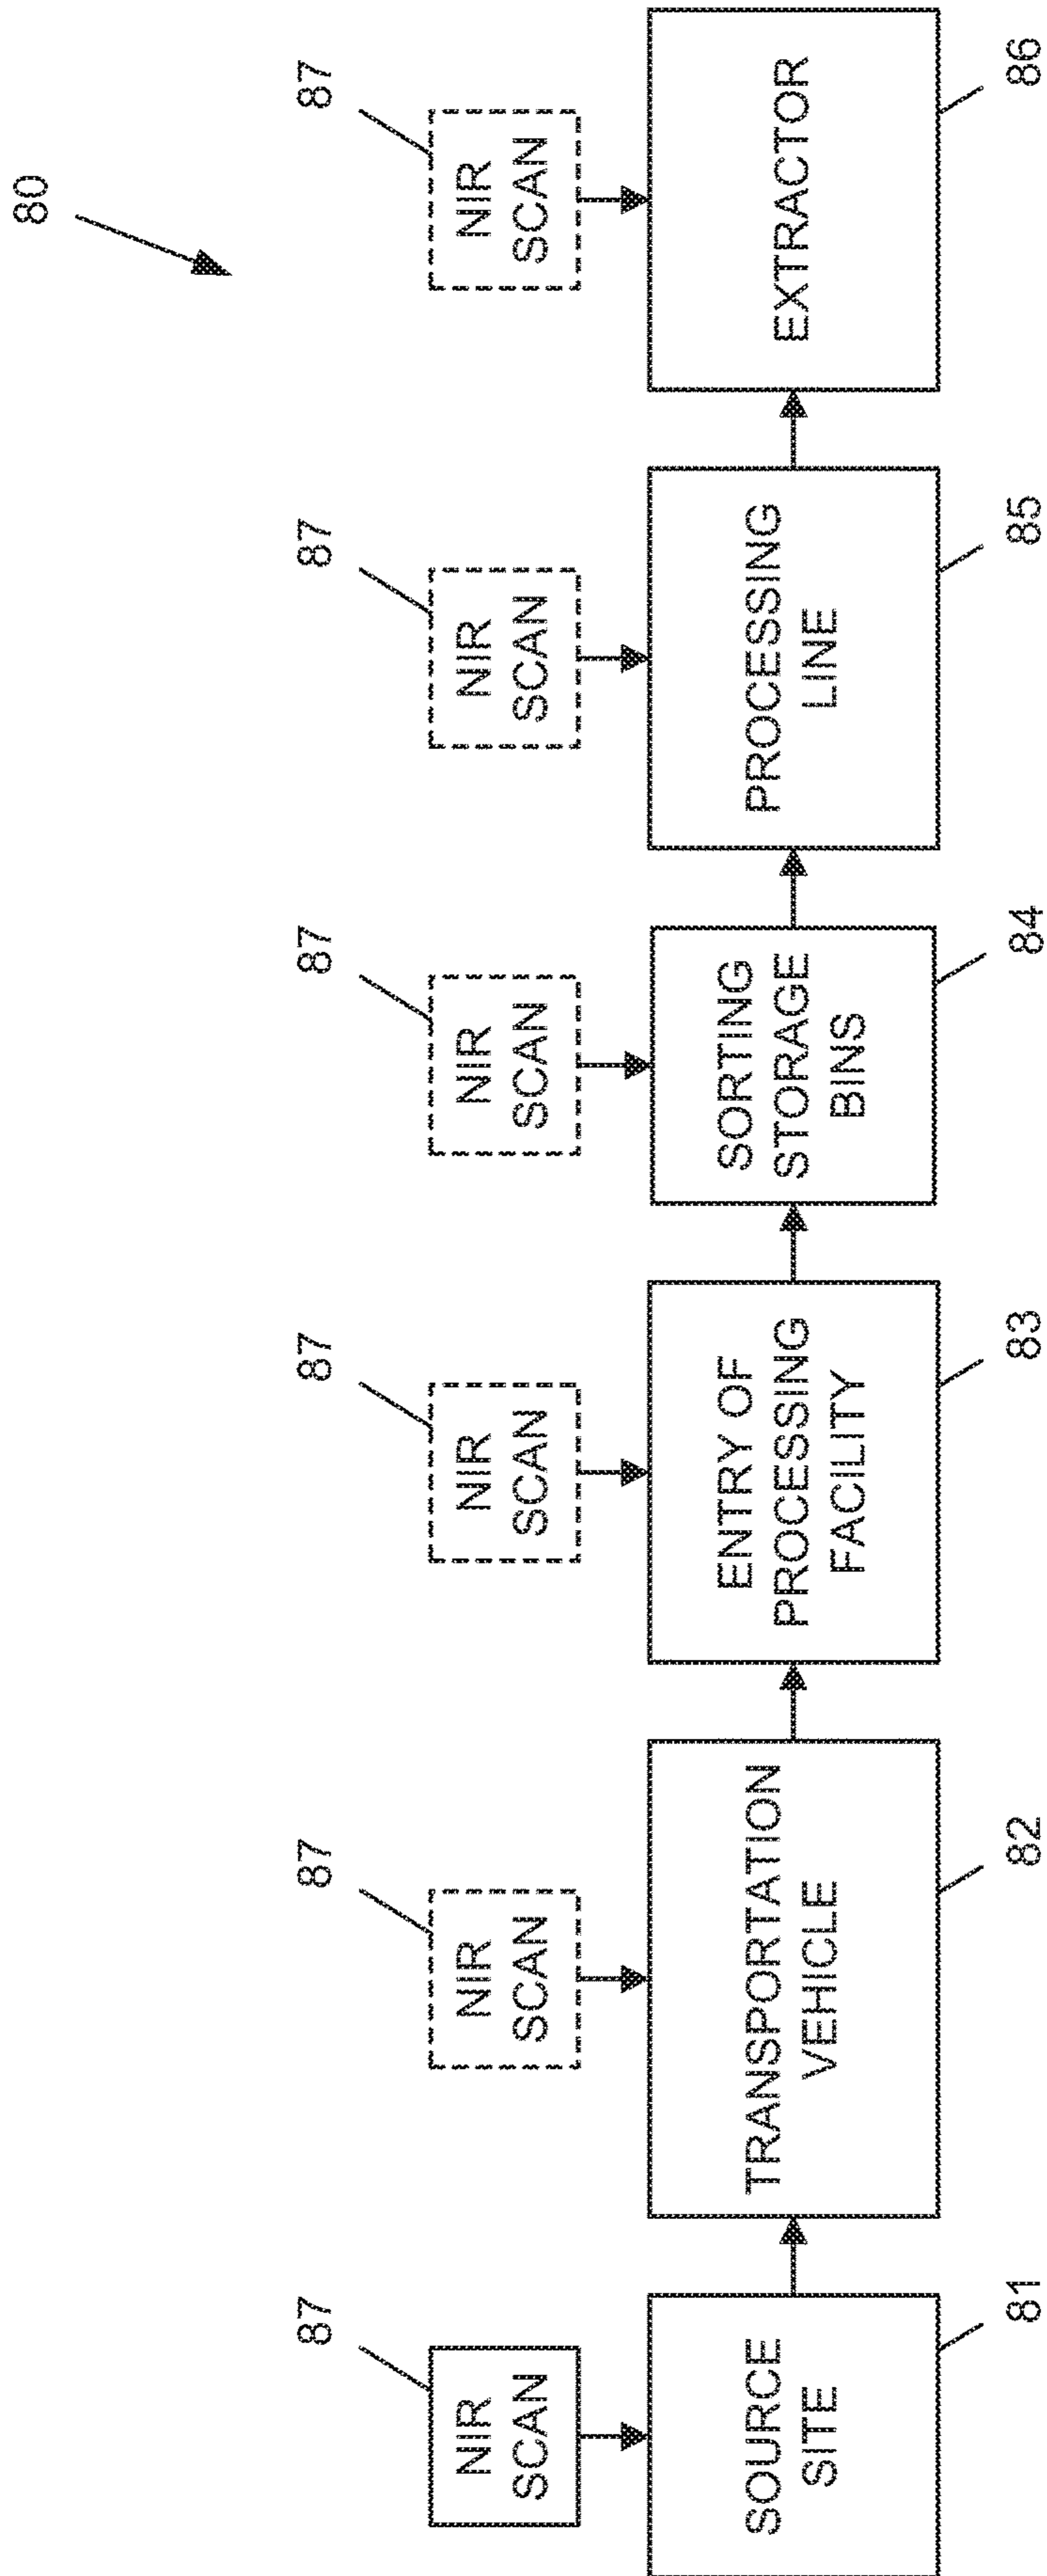 80
87
NIR
SCAN
87
NIR
SCAN
87
NIR
SCAN
87
NIR
SCAN
87
NIR
SCAN
87
NIR
SCAN
SOURCE
SITE
81
TRANSPORTATION
VEHICLE
82
ENTRY OF
PROCESSING
FACILITY
83
SORTING
STORAGE
BINS
84
PROCESSING
LINE
85
EXTRACTOR
86